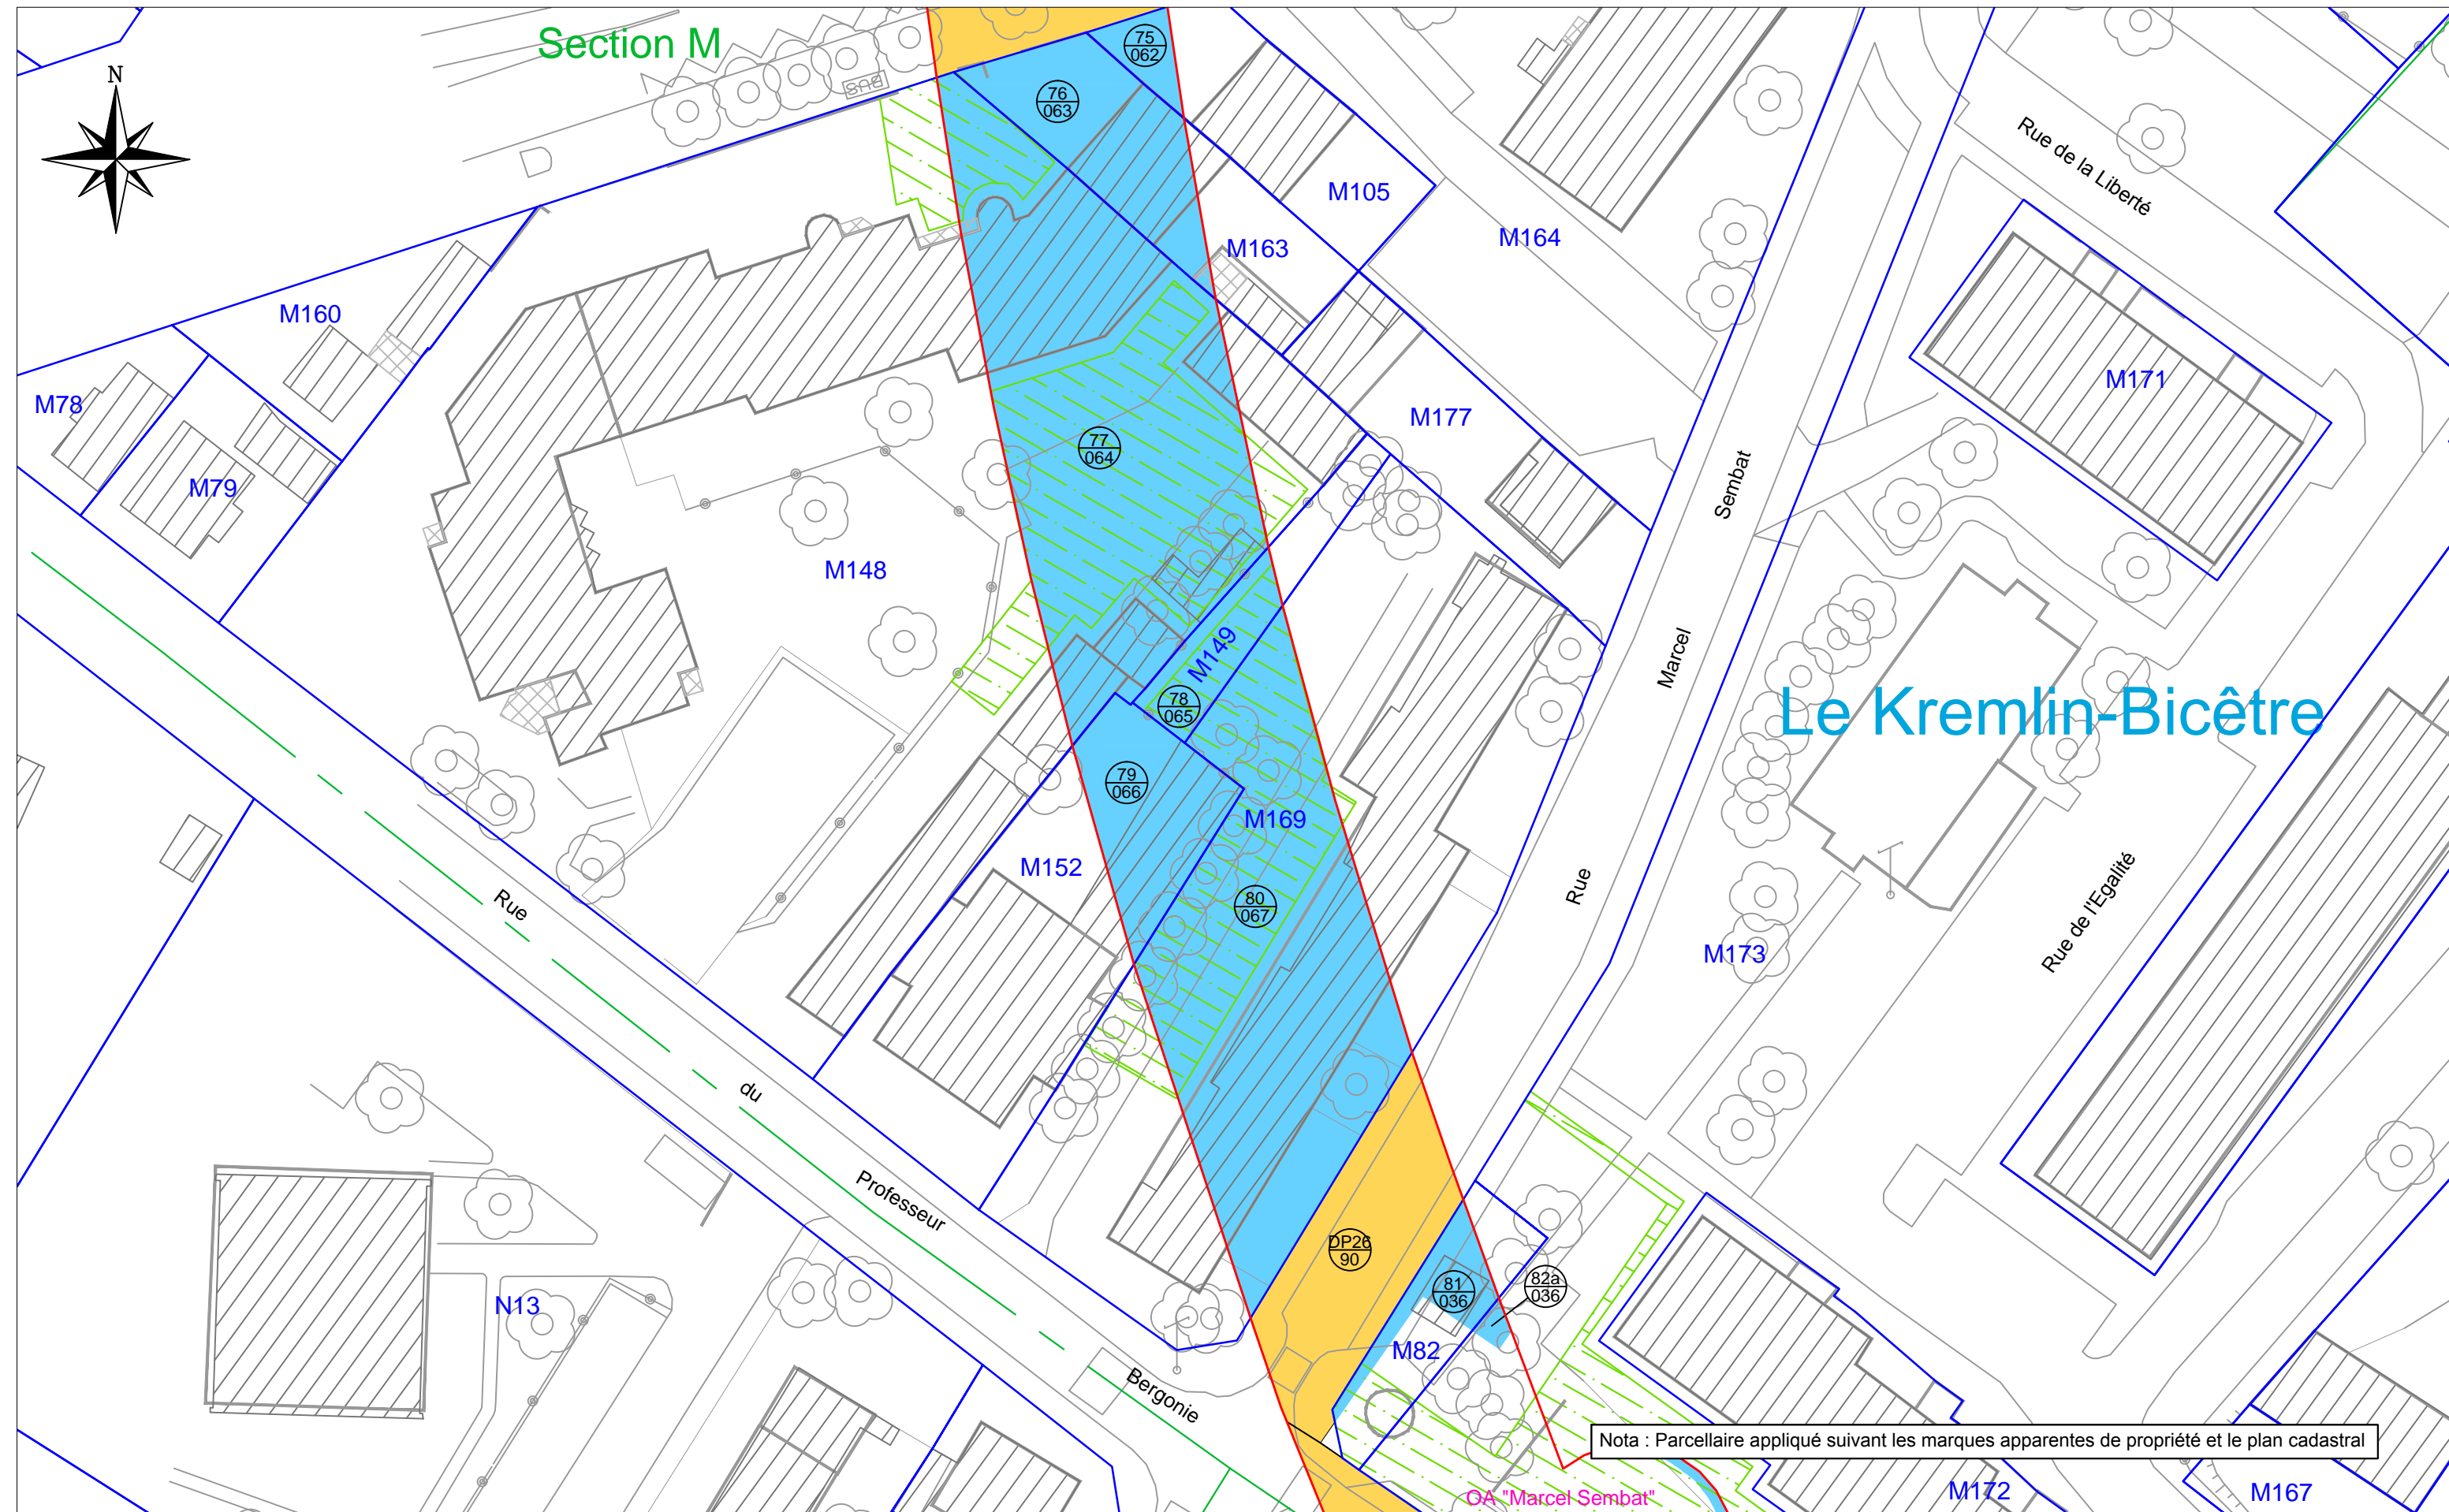 Section M
N
BUS
75
062
76
063
Rue de la Liberté
M105
M163
M164
M160
M171
M78
M177
77
064
M79
Sembat
M148
M149
Marcel
78
065
Le Kremlin-Bicêtre
79
066
M169
M152
80
067
Rue
Rue
Rue de l'Egalité
M173
du
Professeur
DP26
90
81
036
82a
036
N13
M82
Bergonie
Nota : Parcellaire appliqué suivant les marques apparentes de propriété et le plan cadastral
OA "Marcel Sembat"
M172
M167